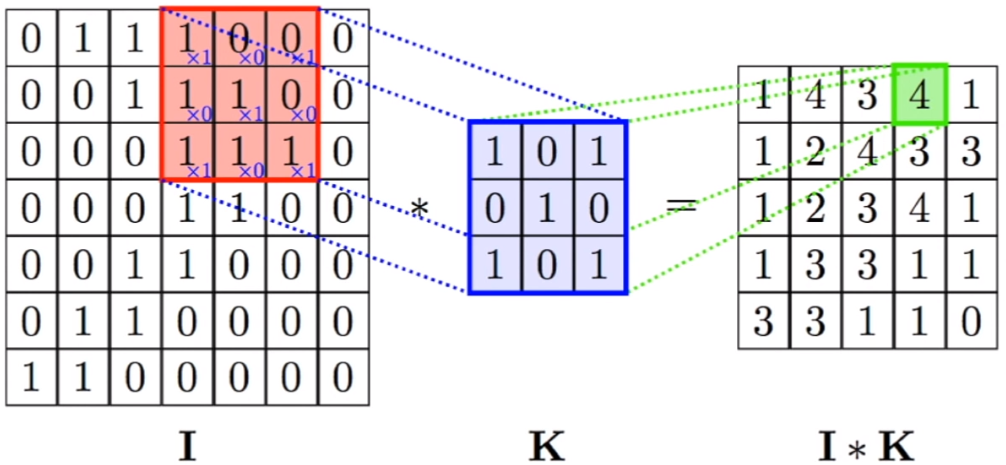 0 1 1 1 0 0 0
×1 ×0 ×1
0 0 1 1 1 0 0
×0 ×1 ×0
0 0 0 1 1 1 0
×1 ×0 ×1
0 0 0 1 1 0 0
0 0 1 1 0 0 0
0 1 1 0 0 0 0
1 1 0 0 0 0 0
I
*
1 0 1
0 1 0
1 0 1
K
=
1 4 3 4 1
1 2 4 3 3
1 2 3 4 1
1 3 3 1 1
3 3 1 1 0
I * K